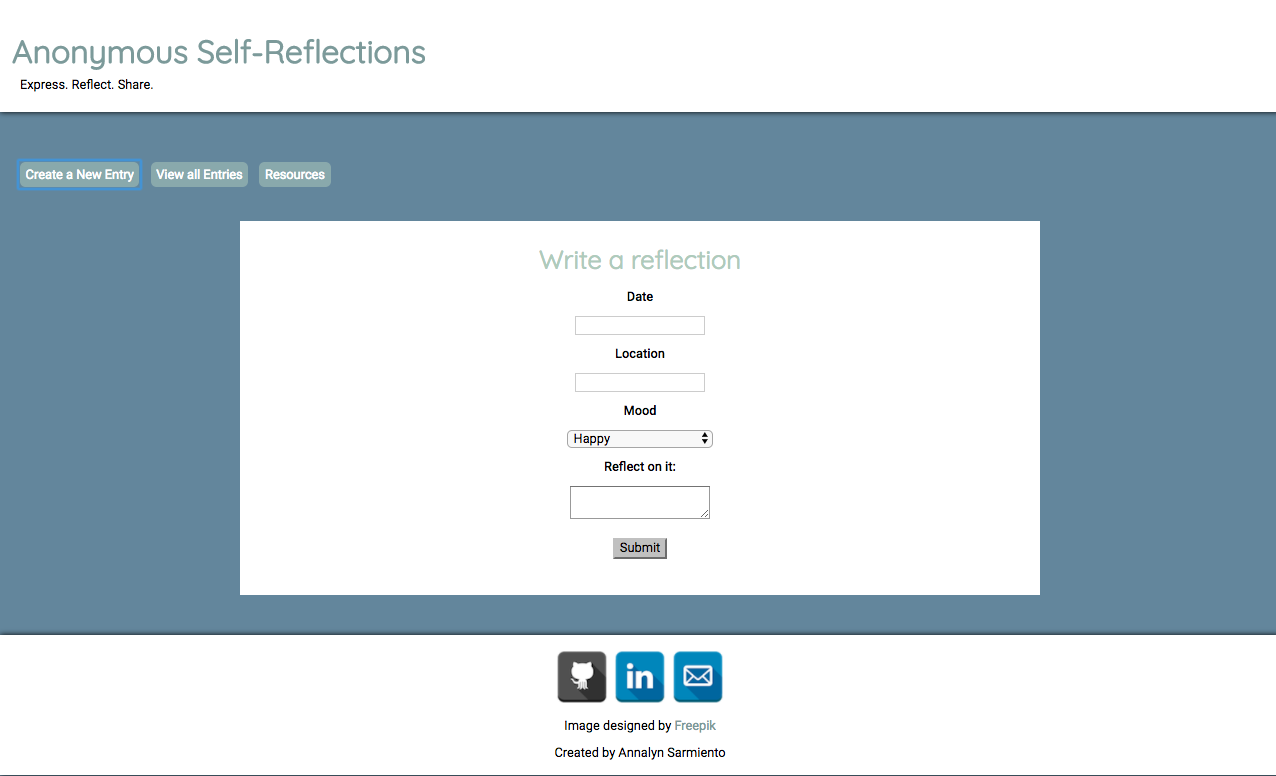 Anonymous Self-Reflections
Express. Reflect. Share.
Create a New Entry View all Entries Resources
Write a reflection
Date
Location
Mood
Happy
Reflect on it:
Submit
in
Image designed by Freepik
Created by Annalyn Sarmiento